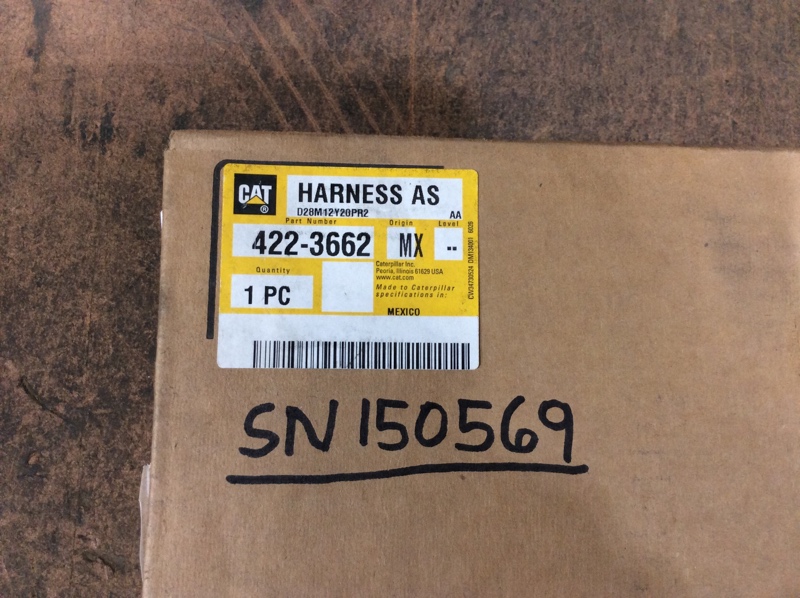 CAT®
HARNESS AS
D28M12Y20PR2
AA
Part Number
Origin
Level
422-3662
MX
--
Quantity
1 PC
Caterpillar Inc.
Peoria, Illinois 61629 USA
www.cat.com
Made to Caterpillar
specifications in:
MEXICO
SN 150569